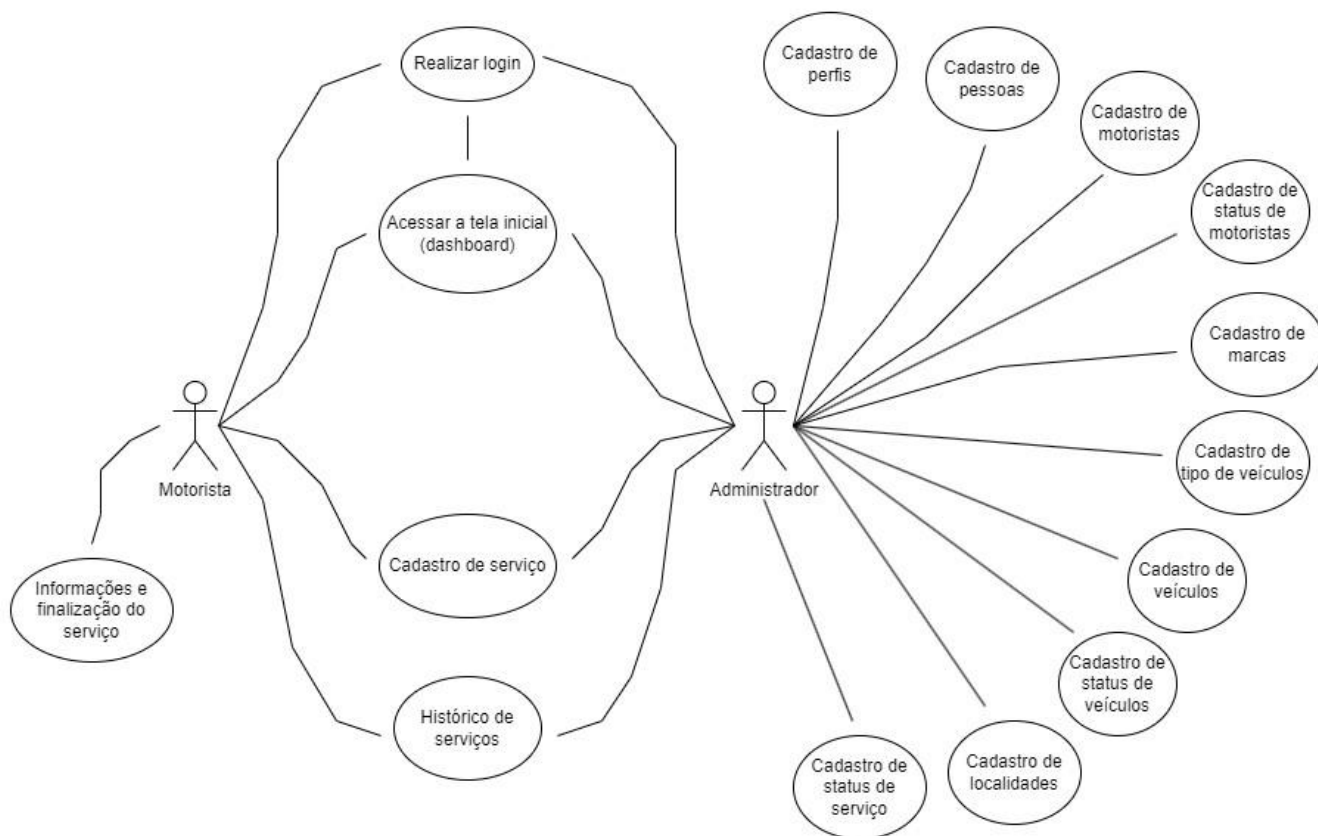 Realizar login
Acessar a tela inicial
(dashboard)
Motorista
Administrador
Cadastro de serviço
Informações e
finalização do
serviço
Histórico de
serviços
Cadastro de
perfis
Cadastro de
pessoas
Cadastro de
motoristas
Cadastro de
status de
motoristas
Cadastro de
marcas
Cadastro de
tipo de veículos
Cadastro de
veículos
Cadastro de
status de
veículos
Cadastro de
localidades
Cadastro de
status de
serviço